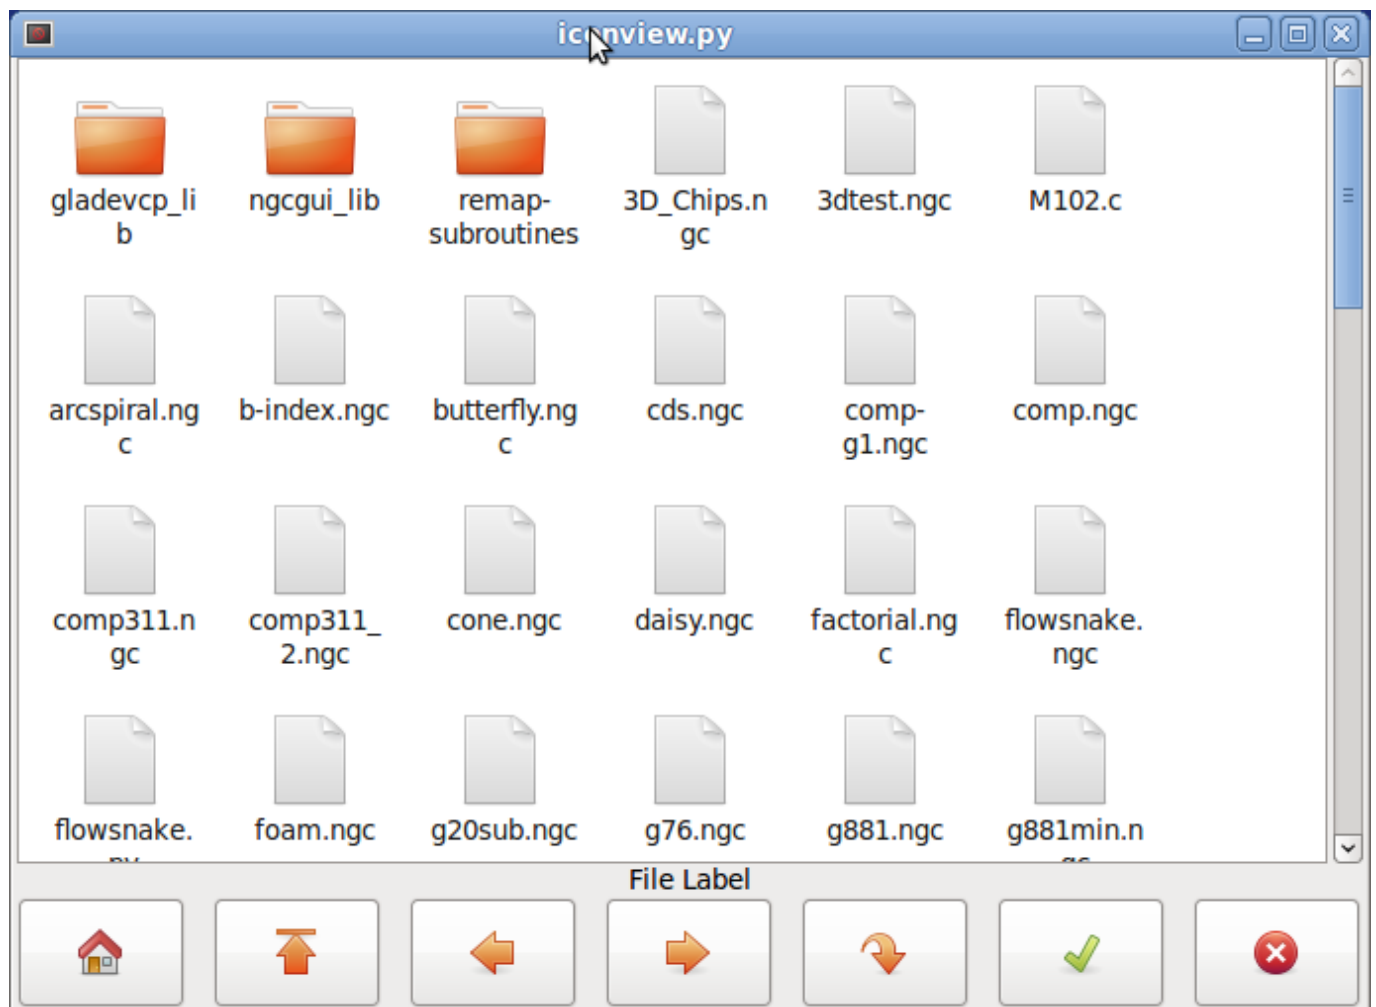 iconview.py
gladevcp_li
b
ngcgui_lib
remap-
subroutines
3D_Chips.n
gc
3dtest.ngc
M102.c
arcspiral.ng
c
b-index.ngc
butterfly.ng
c
cds.ngc
comp-
g1.ngc
comp.ngc
comp311.n
gc
comp311_
2.ngc
cone.ngc
daisy.ngc
factorial.ng
c
flowsnake.
ngc
flowsnake.
foam.ngc
g20sub.ngc
g76.ngc
g881.ngc
g881min.n
File Label